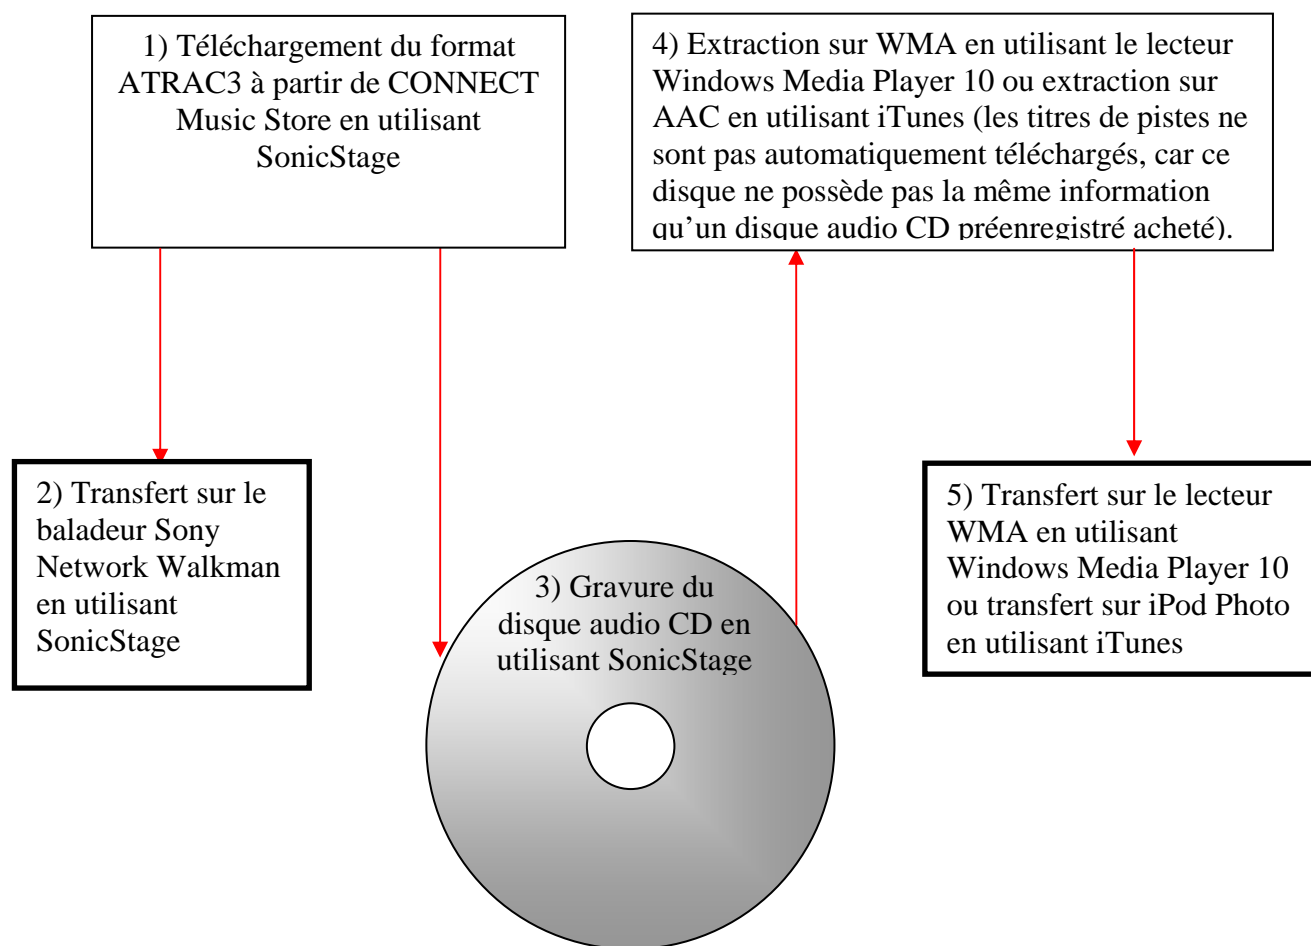 1) Téléchargement du format
ATRAC3 à partir de CONNECT
Music Store en utilisant
SonicStage
2) Transfert sur le
baladeur Sony
Network Walkman
en utilisant
SonicStage
3) Gravure du
disque audio CD en
utilisant SonicStage
4) Extraction sur WMA en utilisant le lecteur
Windows Media Player 10 ou extraction sur
AAC en utilisant iTunes (les titres de pistes ne
sont pas automatiquement téléchargés, car ce
disque ne possède pas la même information
qu’un disque audio CD préenregistré acheté).
5) Transfert sur le lecteur
WMA en utilisant
Windows Media Player 10
ou transfert sur iPod Photo
en utilisant iTunes